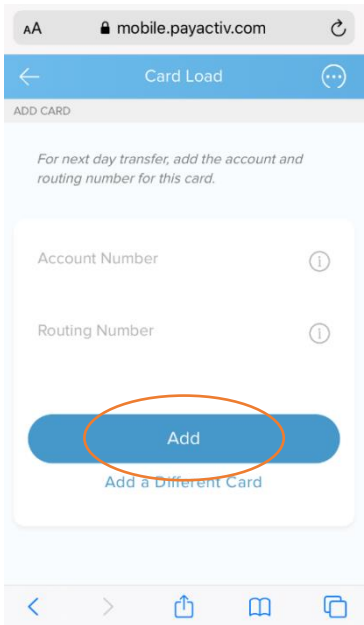 AA mobile.payactiv.com
Card Load
ADD CARD
For next day transfer, add the account and
routing number for this card.
Account Number
Routing Number
Add
Add a Different Card